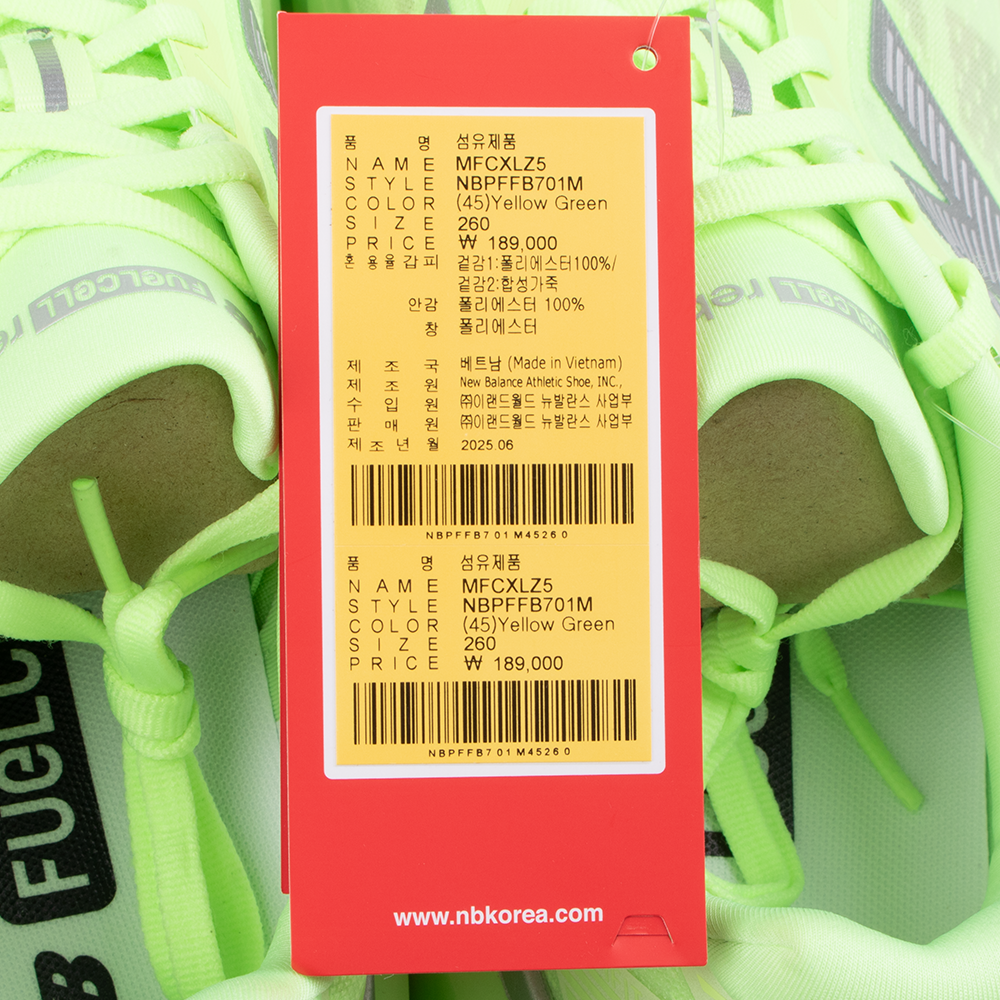 품 명 섬유제품
NAME MFCXLZ5
STYLE NBPFFB701M
COLOR (45)Yellow Green
SIZE 260
PRICE ₩ 189,000
혼용율갑피 겉감1:폴리에스터100%/
겉감2:합성가죽
안감 폴리에스터 100%
창 폴리에스터
제 조 국 베트남 (Made in Vietnam)
제 조 원 New Balance Athletic Shoe, INC.,
수 입 원 ㈜이랜드월드 뉴발란스 사업부
판 매 원 ㈜이랜드월드 뉴발란스 사업부
제조년월 2025.06
NBPFFB701M45260
품 명 섬유제품
NAME MFCXLZ5
STYLE NBPFFB701M
COLOR (45)Yellow Green
SIZE 260
PRICE ₩ 189,000
NBPFFB701M45260
www.nbkorea.com
FUELCELL